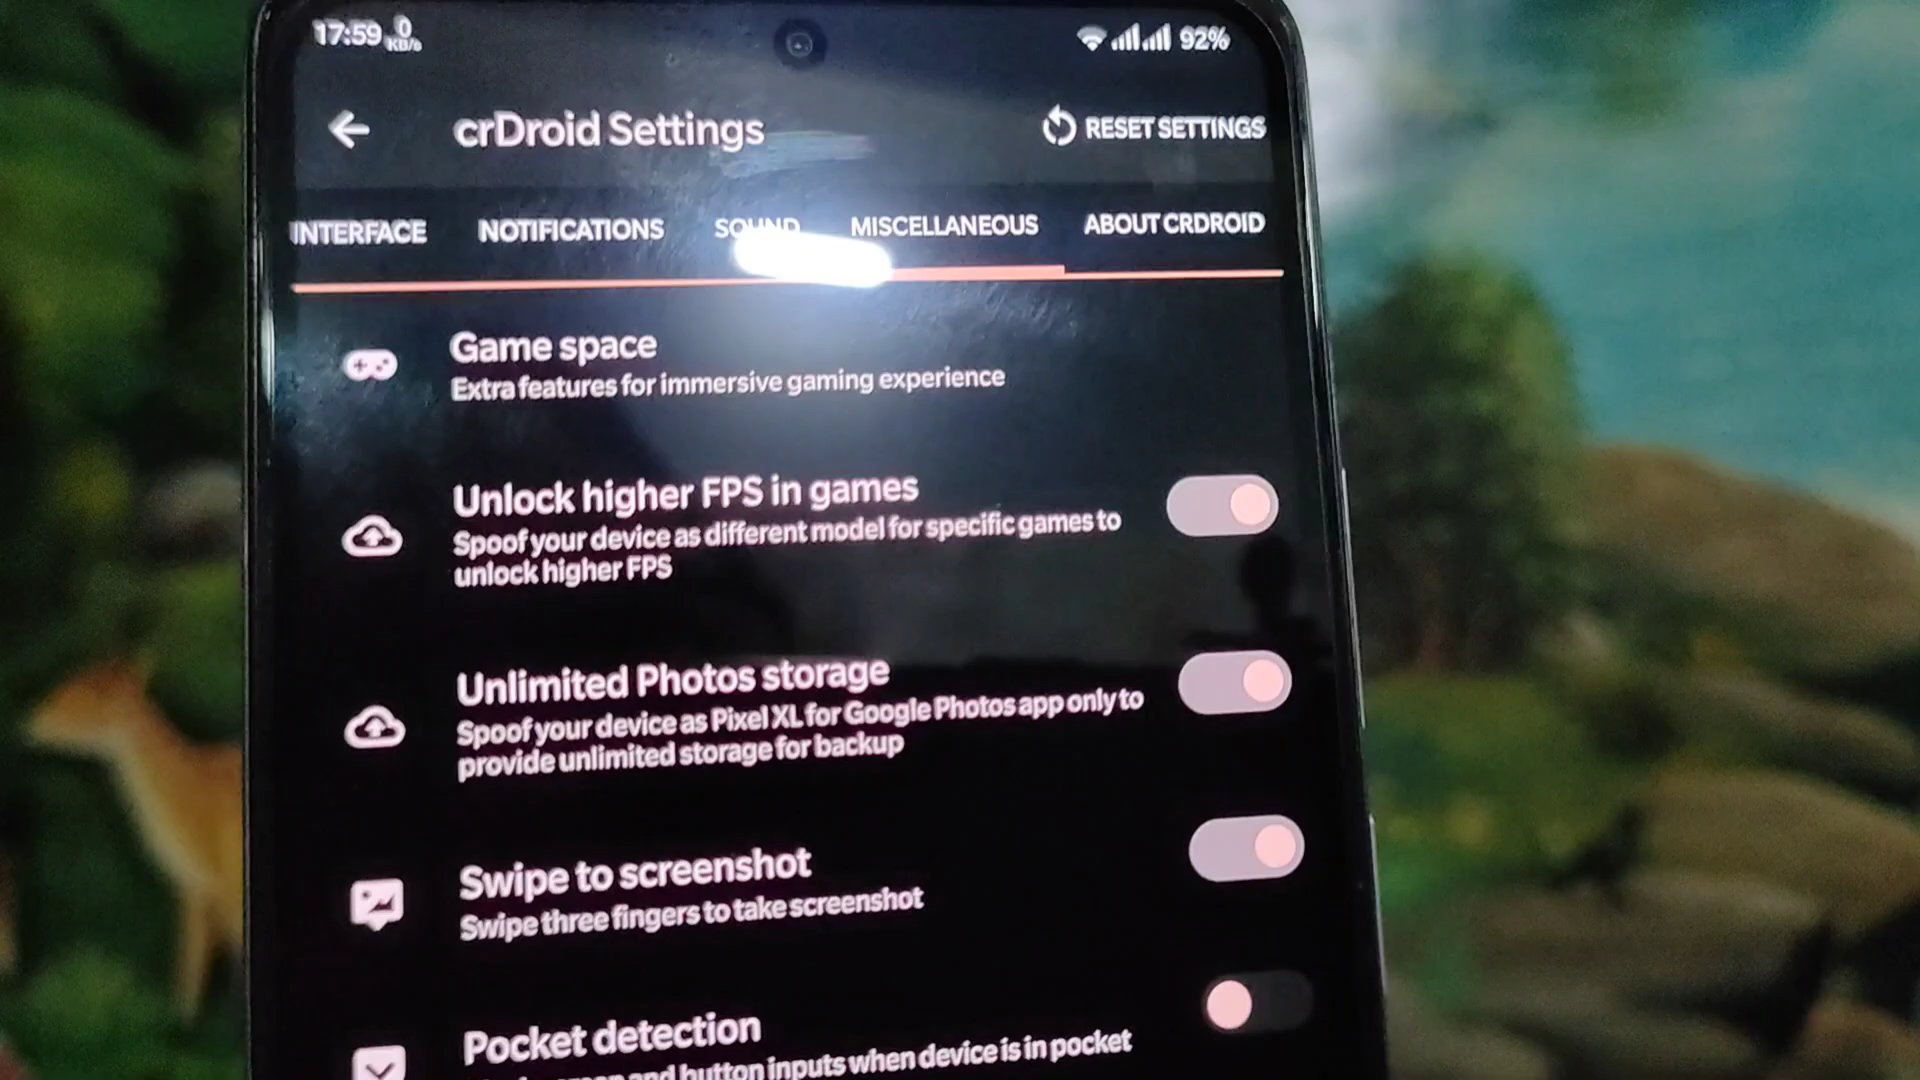 17:59 0 KB/s 92%
crDroid Settings RESET SETTINGS
INTERFACE NOTIFICATIONS SOUND MISCELLANEOUS ABOUT CRDROID
Game space
Extra features for immersive gaming experience
Unlock higher FPS in games
Spoof your device as different model for specific games to
unlock higher FPS
Unlimited Photos storage
Spoof your device as Pixel XL for Google Photos app only to
provide unlimited storage for backup
Swipe to screenshot
Swipe three fingers to take screenshot
Pocket detection
and button inputs when device is in pocket